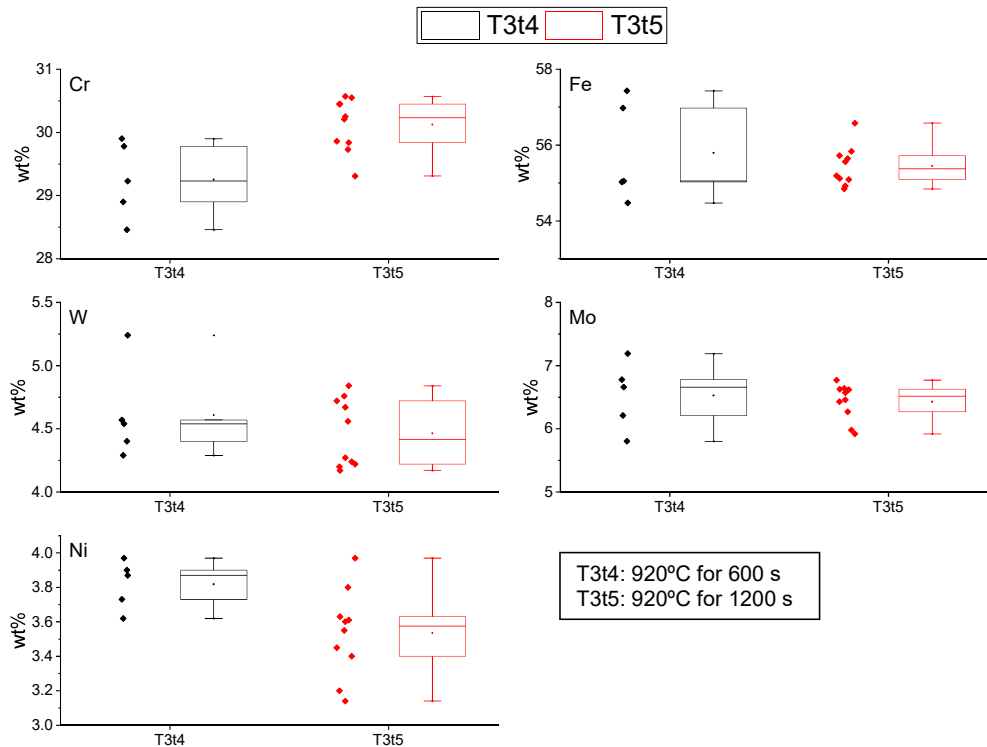 T3t4 T3t5
Cr
31
30
29
28
wt%
T3t4 T3t5
Fe
58
56
54
wt%
T3t4 T3t5
W
5.5
5.0
4.5
4.0
wt%
T3t4 T3t5
Mo
8
7
6
5
wt%
T3t4 T3t5
Ni
4.0
3.8
3.6
3.4
3.2
3.0
wt%
T3t4 T3t5
T3t4: 920ºC for 600 s
T3t5: 920ºC for 1200 s